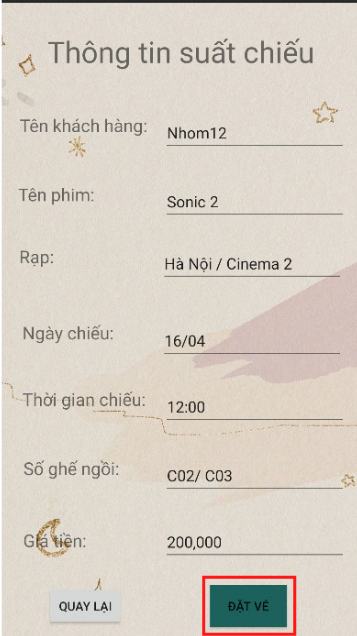 Thông tin suất chiếu
Tên khách hàng: Nhom12
Tên phim: Sonic 2
Rạp: Hà Nội / Cinema 2
Ngày chiếu: 16/04
Thời gian chiếu: 12:00
Số ghế ngồi: C02/ C03
Giá tiền: 200,000
QUAY LẠI ĐẶT VÉ